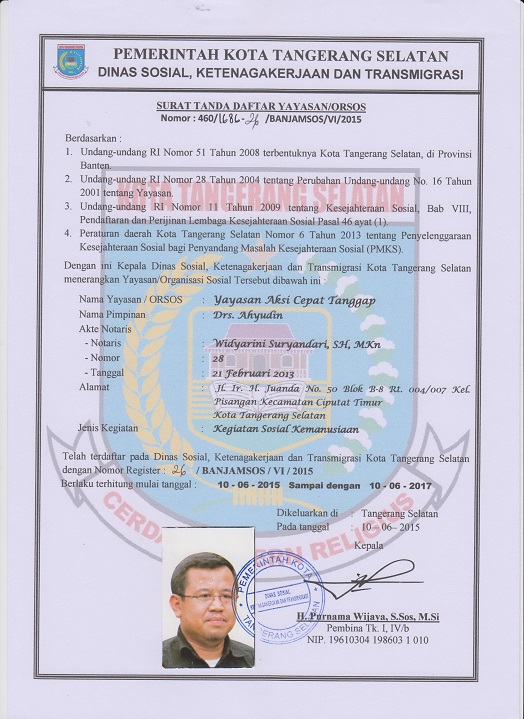 PEMERINTAH KOTA TANGERANG SELATAN
DINAS SOSIAL, KETENAGAKERJAAN DAN TRANSMIGRASI
SURAT TANDA DAFTAR YAYASAN/ORSOS
Nomor : 460/1686-26 /BANJAMSOS/VI/2015
Berdasarkan :
1. Undang-undang RI Nomor 51 Tahun 2008 terbentuknya Kota Tangerang Selatan, di Provinsi
Banten.
2. Undang-undang RI Nomor 28 Tahun 2004 tentang Perubahan Undang-undang No. 16 Tahun
2001 tentang Yayasan.
3. Undang-undang RI Nomor 11 Tahun 2009 tentang Kesejahteraan Sosial, Bab VIII,
Pendaftaran dan Perijinan Lembaga Kesejahteraan Sosial Pasal 46 ayat (1).
4. Peraturan daerah Kota Tangerang Selatan Nomor 6 Tahun 2013 tentang Penyelenggaraan
Kesejahteraan Sosial bagi Penyandang Masalah Kesejahteraan Sosial (PMKS).
Dengan ini Kepala Dinas Sosial, Ketenagakerjaan dan Transmigrasi Kota Tangerang Selatan
menerangkan Yayasan/Organisasi Sosial Tersebut dibawah ini
Nama Yayasan / ORSOS : Yayasan Aksi Cepat Tanggap
Nama Pimpinan : Drs. Ahyudin
Akte Notaris
- Notaris : Widyarini Suryandari, SH, MKn
- Nomor : 28
- Tanggal : 21 Februari 2013
Alamat : Jl. Ir. H. Juanda No. 50 Blok B-8 Rt. 004/007 Kel.
Pisangan Kecamatan Ciputat Timur
Kota Tangerang Selatan
Jenis Kegiatan : Kegiatan Sosial Kemanusiaan
Telah terdaftar pada Dinas Sosial, Ketenagakerjaan dan Transmigrasi Kota Tangerang Selatan
dengan Nomor Register : 26 / BANJAMSOS / VI / 2015
Berlaku terhitung mulai tanggal : 10 - 06 - 2015 Sampai dengan 10 - 06 - 2017
Dikeluarkan di : Tangerang Selatan
Pada tanggal : 10 - 06- 2015
Kepala
H. Purnama Wijaya, S.Sos, M.Si
Pembina Tk. I, IV/b
NIP. 19610304 198603 1 010
KOTA TANGERANG SELATAN
RELIGIUS
PEMERINTAH KOTA
DINAS SOSIAL
TANGERANG SELATAN